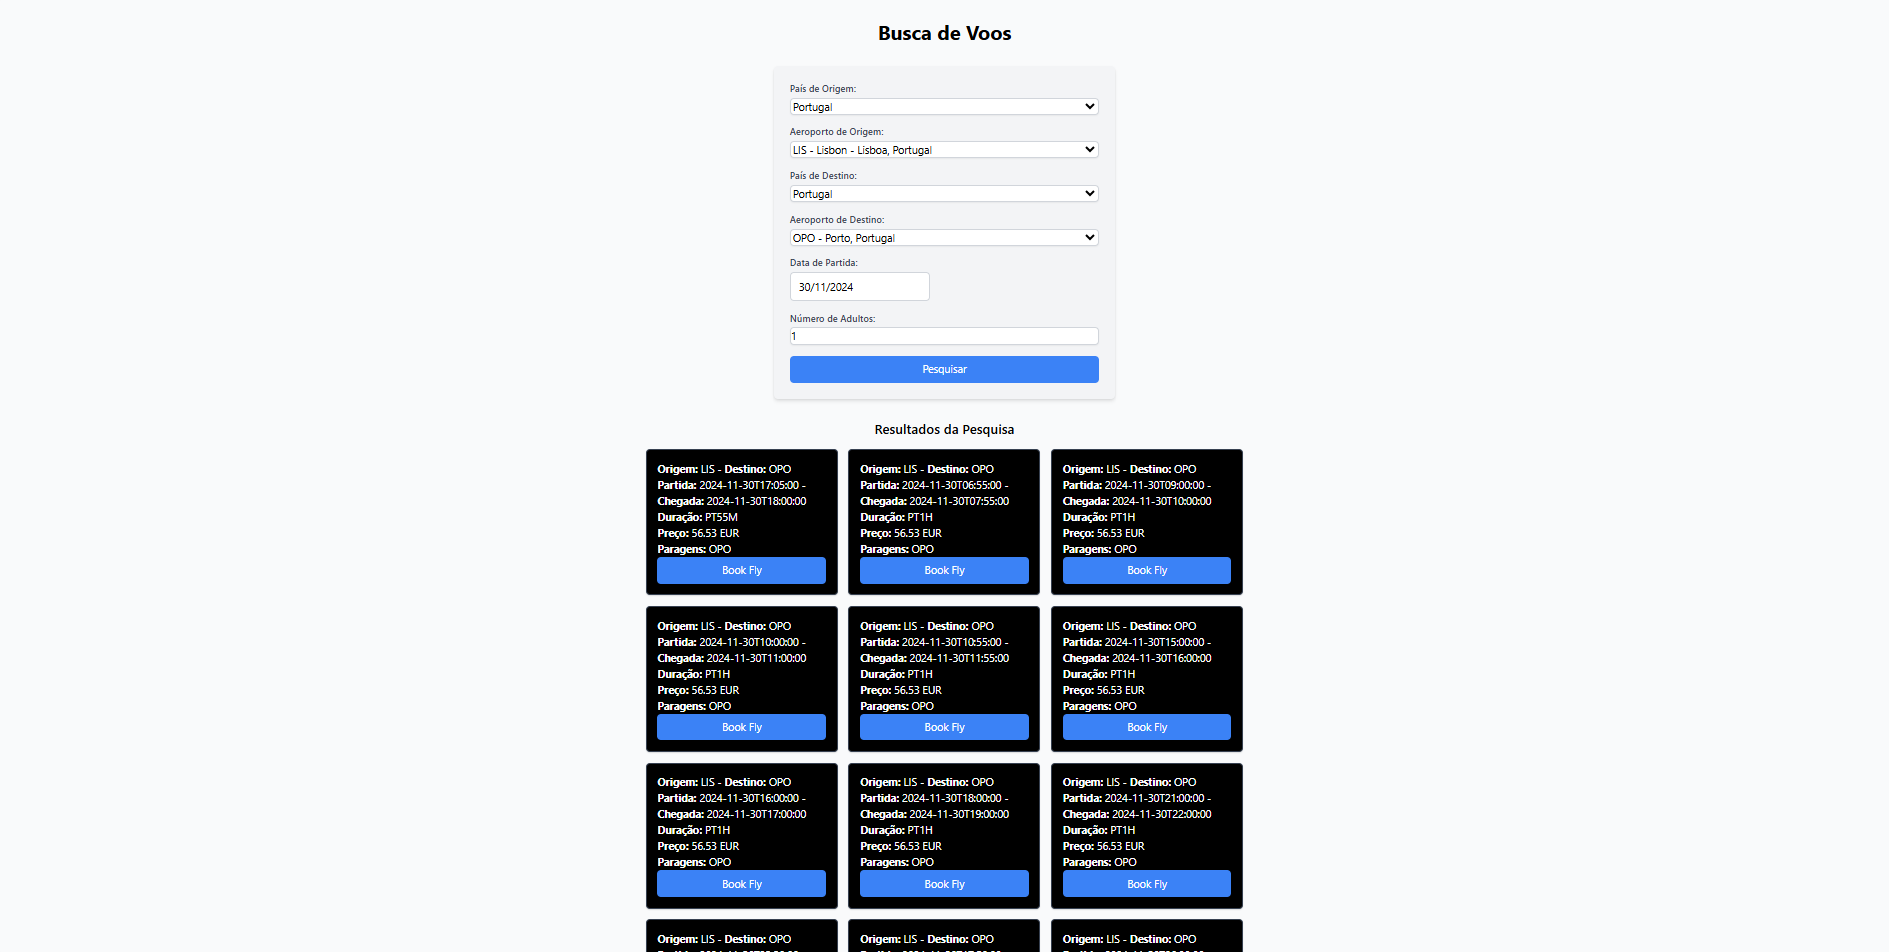 Busca de Voos
País de Origem:
Portugal
Aeroporto de Origem:
LIS - Lisbon - Lisboa, Portugal
País de Destino:
Portugal
Aeroporto de Destino:
OPO - Porto, Portugal
Data de Partida:
30/11/2024
Número de Adultos:
1
Pesquisar
Resultados da Pesquisa
Origem: LIS - Destino: OPO
Partida: 2024-11-30T17:05:00 -
Chegada: 2024-11-30T18:00:00
Duração: PT55M
Preço: 56.53 EUR
Paragens: OPO
Book Fly
Origem: LIS - Destino: OPO
Partida: 2024-11-30T06:55:00 -
Chegada: 2024-11-30T07:55:00
Duração: PT1H
Preço: 56.53 EUR
Paragens: OPO
Book Fly
Origem: LIS - Destino: OPO
Partida: 2024-11-30T09:00:00 -
Chegada: 2024-11-30T10:00:00
Duração: PT1H
Preço: 56.53 EUR
Paragens: OPO
Book Fly
Origem: LIS - Destino: OPO
Partida: 2024-11-30T10:00:00 -
Chegada: 2024-11-30T11:00:00
Duração: PT1H
Preço: 56.53 EUR
Paragens: OPO
Book Fly
Origem: LIS - Destino: OPO
Partida: 2024-11-30T10:55:00 -
Chegada: 2024-11-30T11:55:00
Duração: PT1H
Preço: 56.53 EUR
Paragens: OPO
Book Fly
Origem: LIS - Destino: OPO
Partida: 2024-11-30T15:00:00 -
Chegada: 2024-11-30T16:00:00
Duração: PT1H
Preço: 56.53 EUR
Paragens: OPO
Book Fly
Origem: LIS - Destino: OPO
Partida: 2024-11-30T16:00:00 -
Chegada: 2024-11-30T17:00:00
Duração: PT1H
Preço: 56.53 EUR
Paragens: OPO
Book Fly
Origem: LIS - Destino: OPO
Partida: 2024-11-30T18:00:00 -
Chegada: 2024-11-30T19:00:00
Duração: PT1H
Preço: 56.53 EUR
Paragens: OPO
Book Fly
Origem: LIS - Destino: OPO
Partida: 2024-11-30T21:00:00 -
Chegada: 2024-11-30T22:00:00
Duração: PT1H
Preço: 56.53 EUR
Paragens: OPO
Book Fly
Origem: LIS - Destino: OPO
Origem: LIS - Destino: OPO
Origem: LIS - Destino: OPO